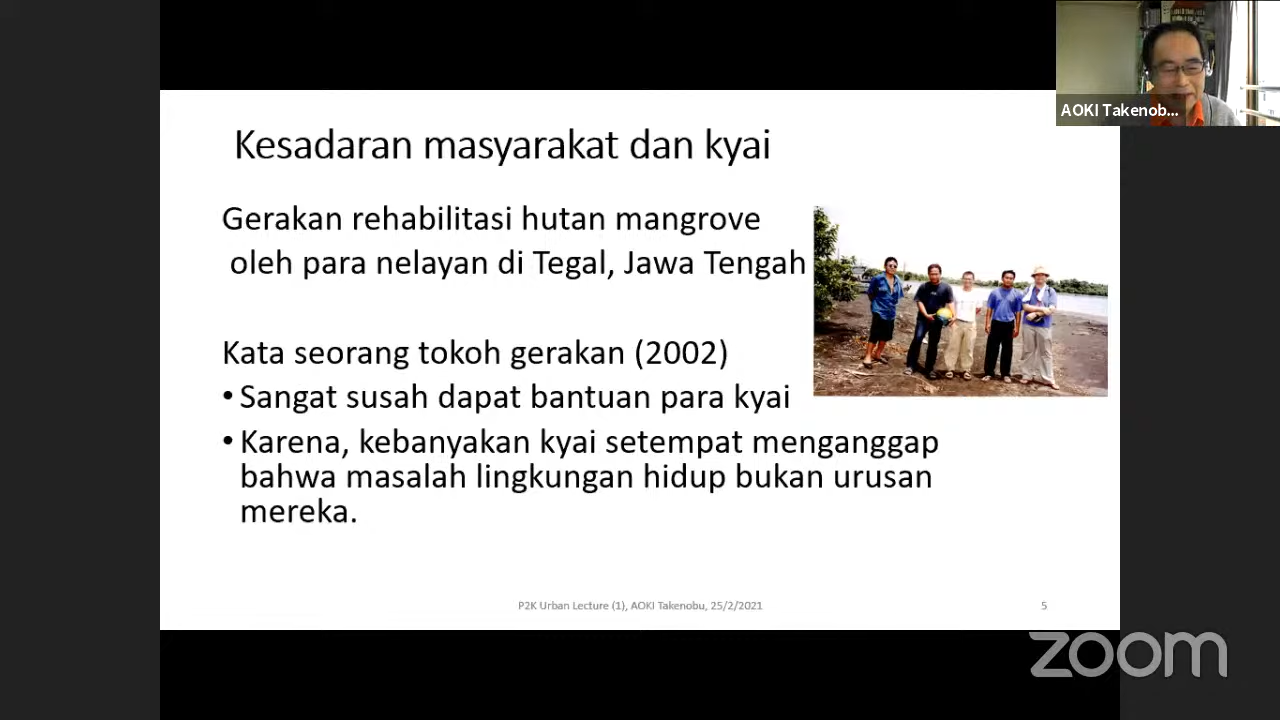 AOKI Takenob...
Kesadaran masyarakat dan kyai
Gerakan rehabilitasi hutan mangrove
oleh para nelayan di Tegal, Jawa Tengah
Kata seorang tokoh gerakan (2002)
• Sangat susah dapat bantuan para kyai
• Karena, kebanyakan kyai setempat menganggap
bahwa masalah lingkungan hidup bukan urusan
mereka.
P2K Urban Lecture (1), AOKI Takenobu, 25/2/2021
5
zoom